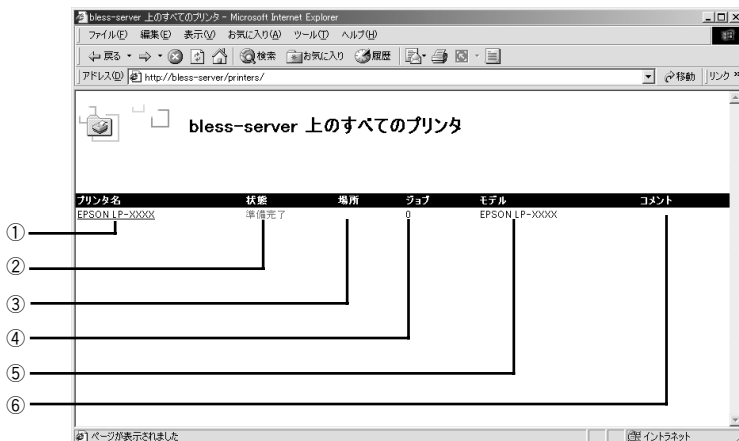 bless-server 上のすべてのプリンタ - Microsoft Internet Explorer
ファイル(F) 編集(E) 表示(V) お気に入り(A) ツール(T) ヘルプ(H)
戻る 検索 お気に入り 履歴
アドレス(D) http://bless-server/printers/ 移動 リンク »
bless-server 上のすべてのプリンタ
プリンタ名 状態 場所 ジョブ モデル コメント
EPSON LP-XXXX 準備完了 0 EPSON LP-XXXX
①
②
③
④
⑤
⑥
ページが表示されました イントラネット